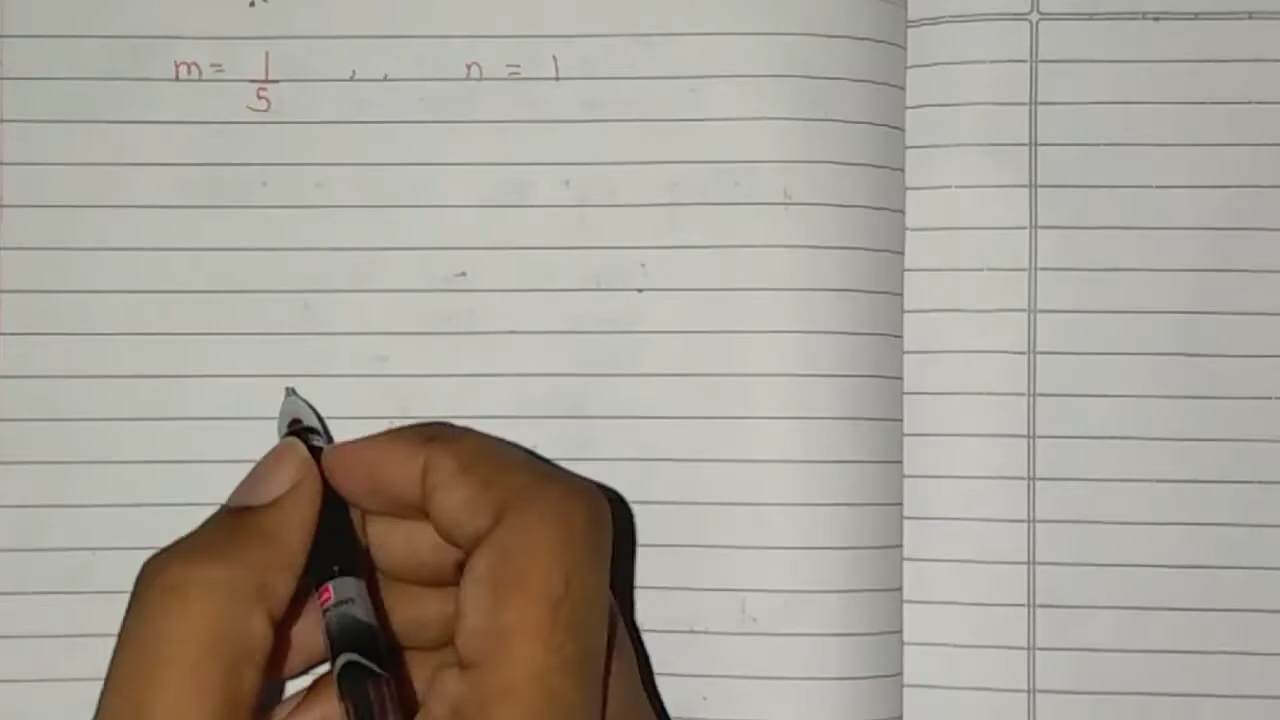 m = 1/5 , , n = 1